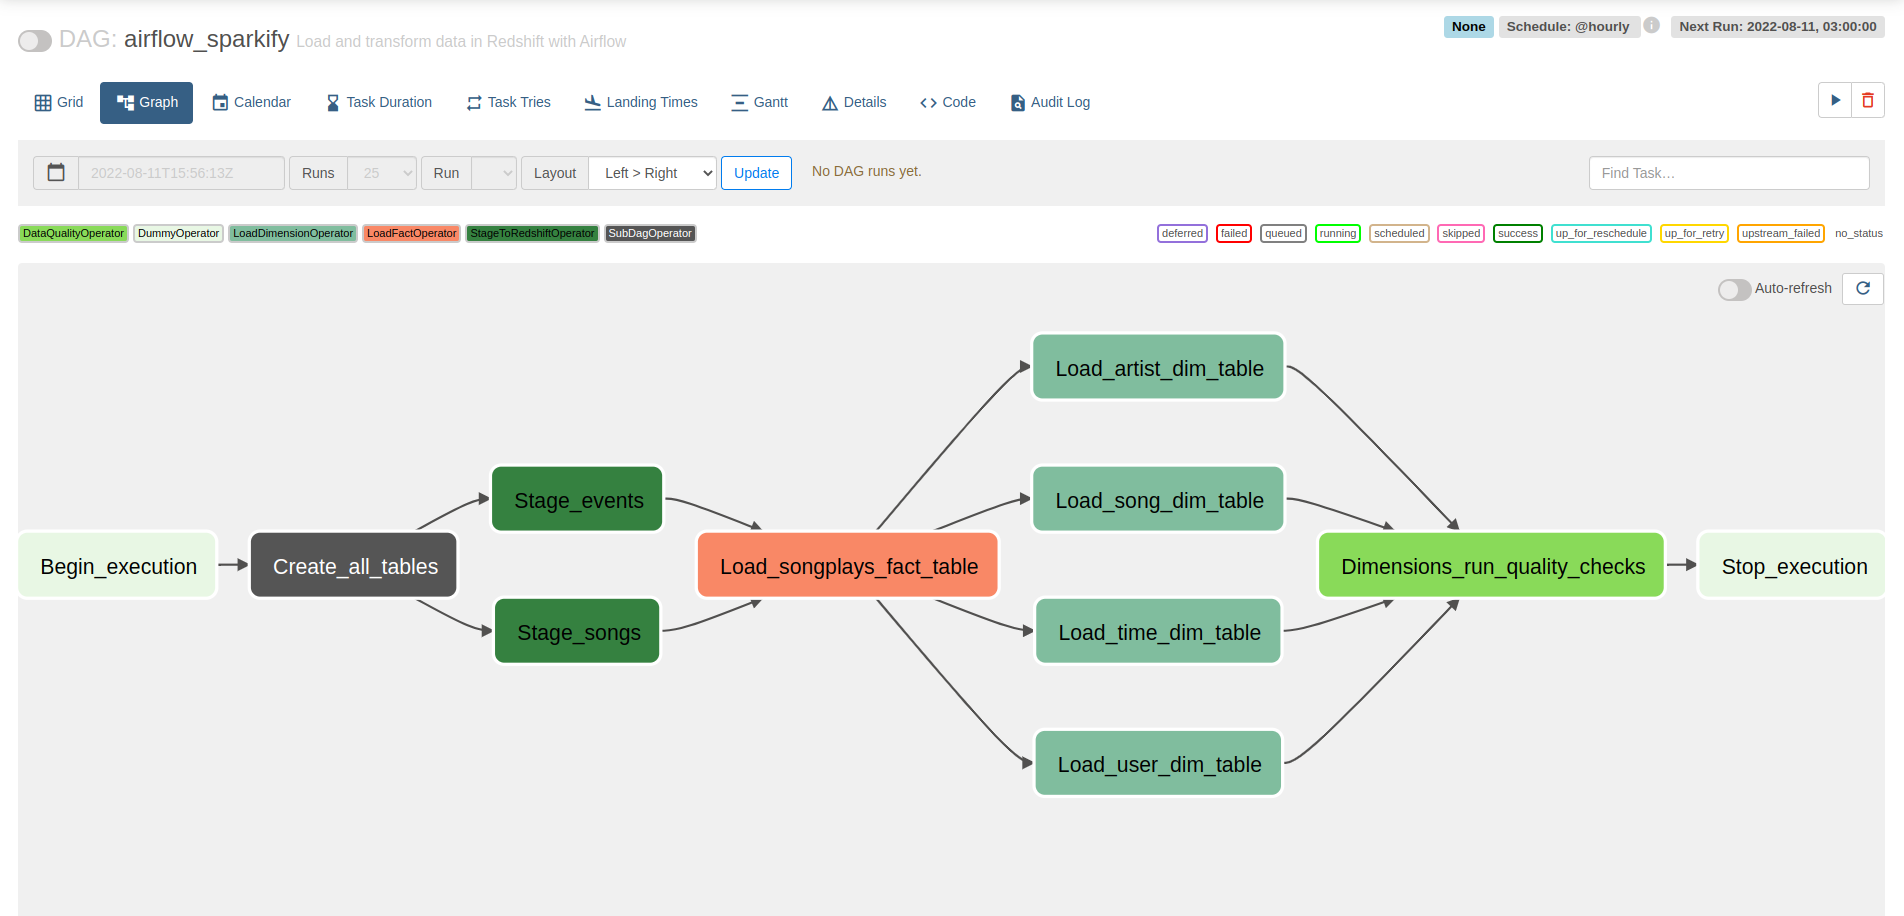 DAG: airflow_sparkify Load and transform data in Redshift with Airflow
None Schedule: @hourly i Next Run: 2022-08-11, 03:00:00
Grid Graph Calendar Task Duration Task Tries Landing Times Gantt Details Code Audit Log
2022-08-11T15:56:13Z Runs 25 Run Layout Left > Right Update No DAG runs yet. Find Task…
DataQualityOperator DummyOperator LoadDimensionOperator LoadFactOperator StageToRedshiftOperator SubDagOperator
deferred failed queued running scheduled skipped success up_for_reschedule up_for_retry upstream_failed no_status
Auto-refresh
Load_artist_dim_table
Stage_events Load_song_dim_table
Begin_execution Create_all_tables Load_songplays_fact_table Dimensions_run_quality_checks Stop_execution
Stage_songs Load_time_dim_table
Load_user_dim_table